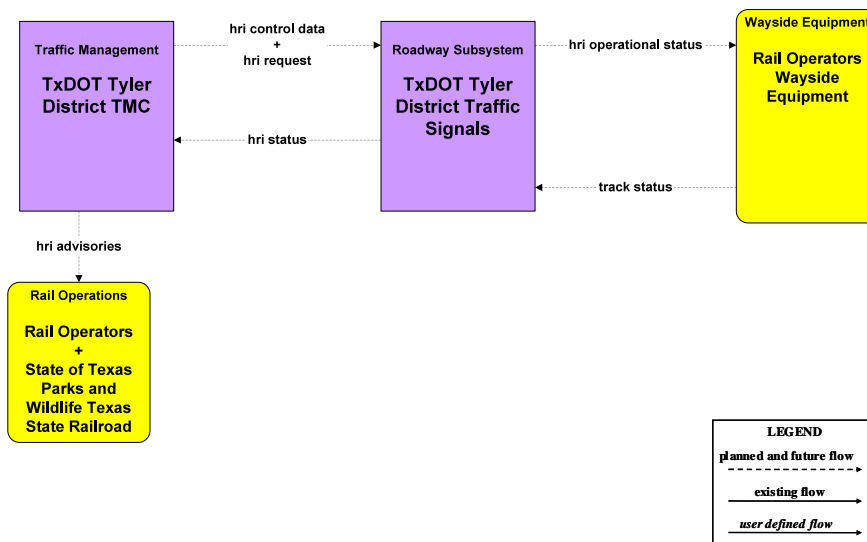 Traffic Management
TxDOT Tyler
District TMC
hri control data
+
hri request
Roadway Subsystem
TxDOT Tyler
District Traffic
Signals
hri operational status
Wayside Equipment
Rail Operators
Wayside
Equipment
hri status
track status
hri advisories
Rail Operations
Rail Operators
+
State of Texas
Parks and
Wildlife Texas
State Railroad
LEGEND
planned and future flow
existing flow
user defined flow